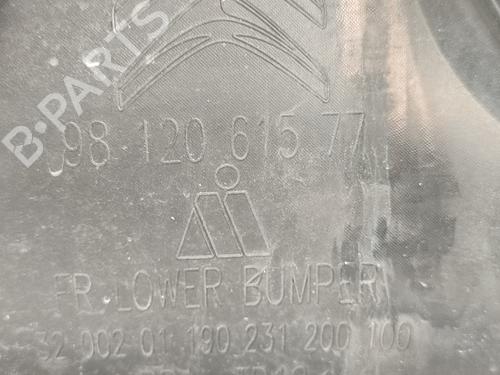 B-PARTS
98 120 615 77
FR LOWER BUMPER
32 002 01 190 231 200 100